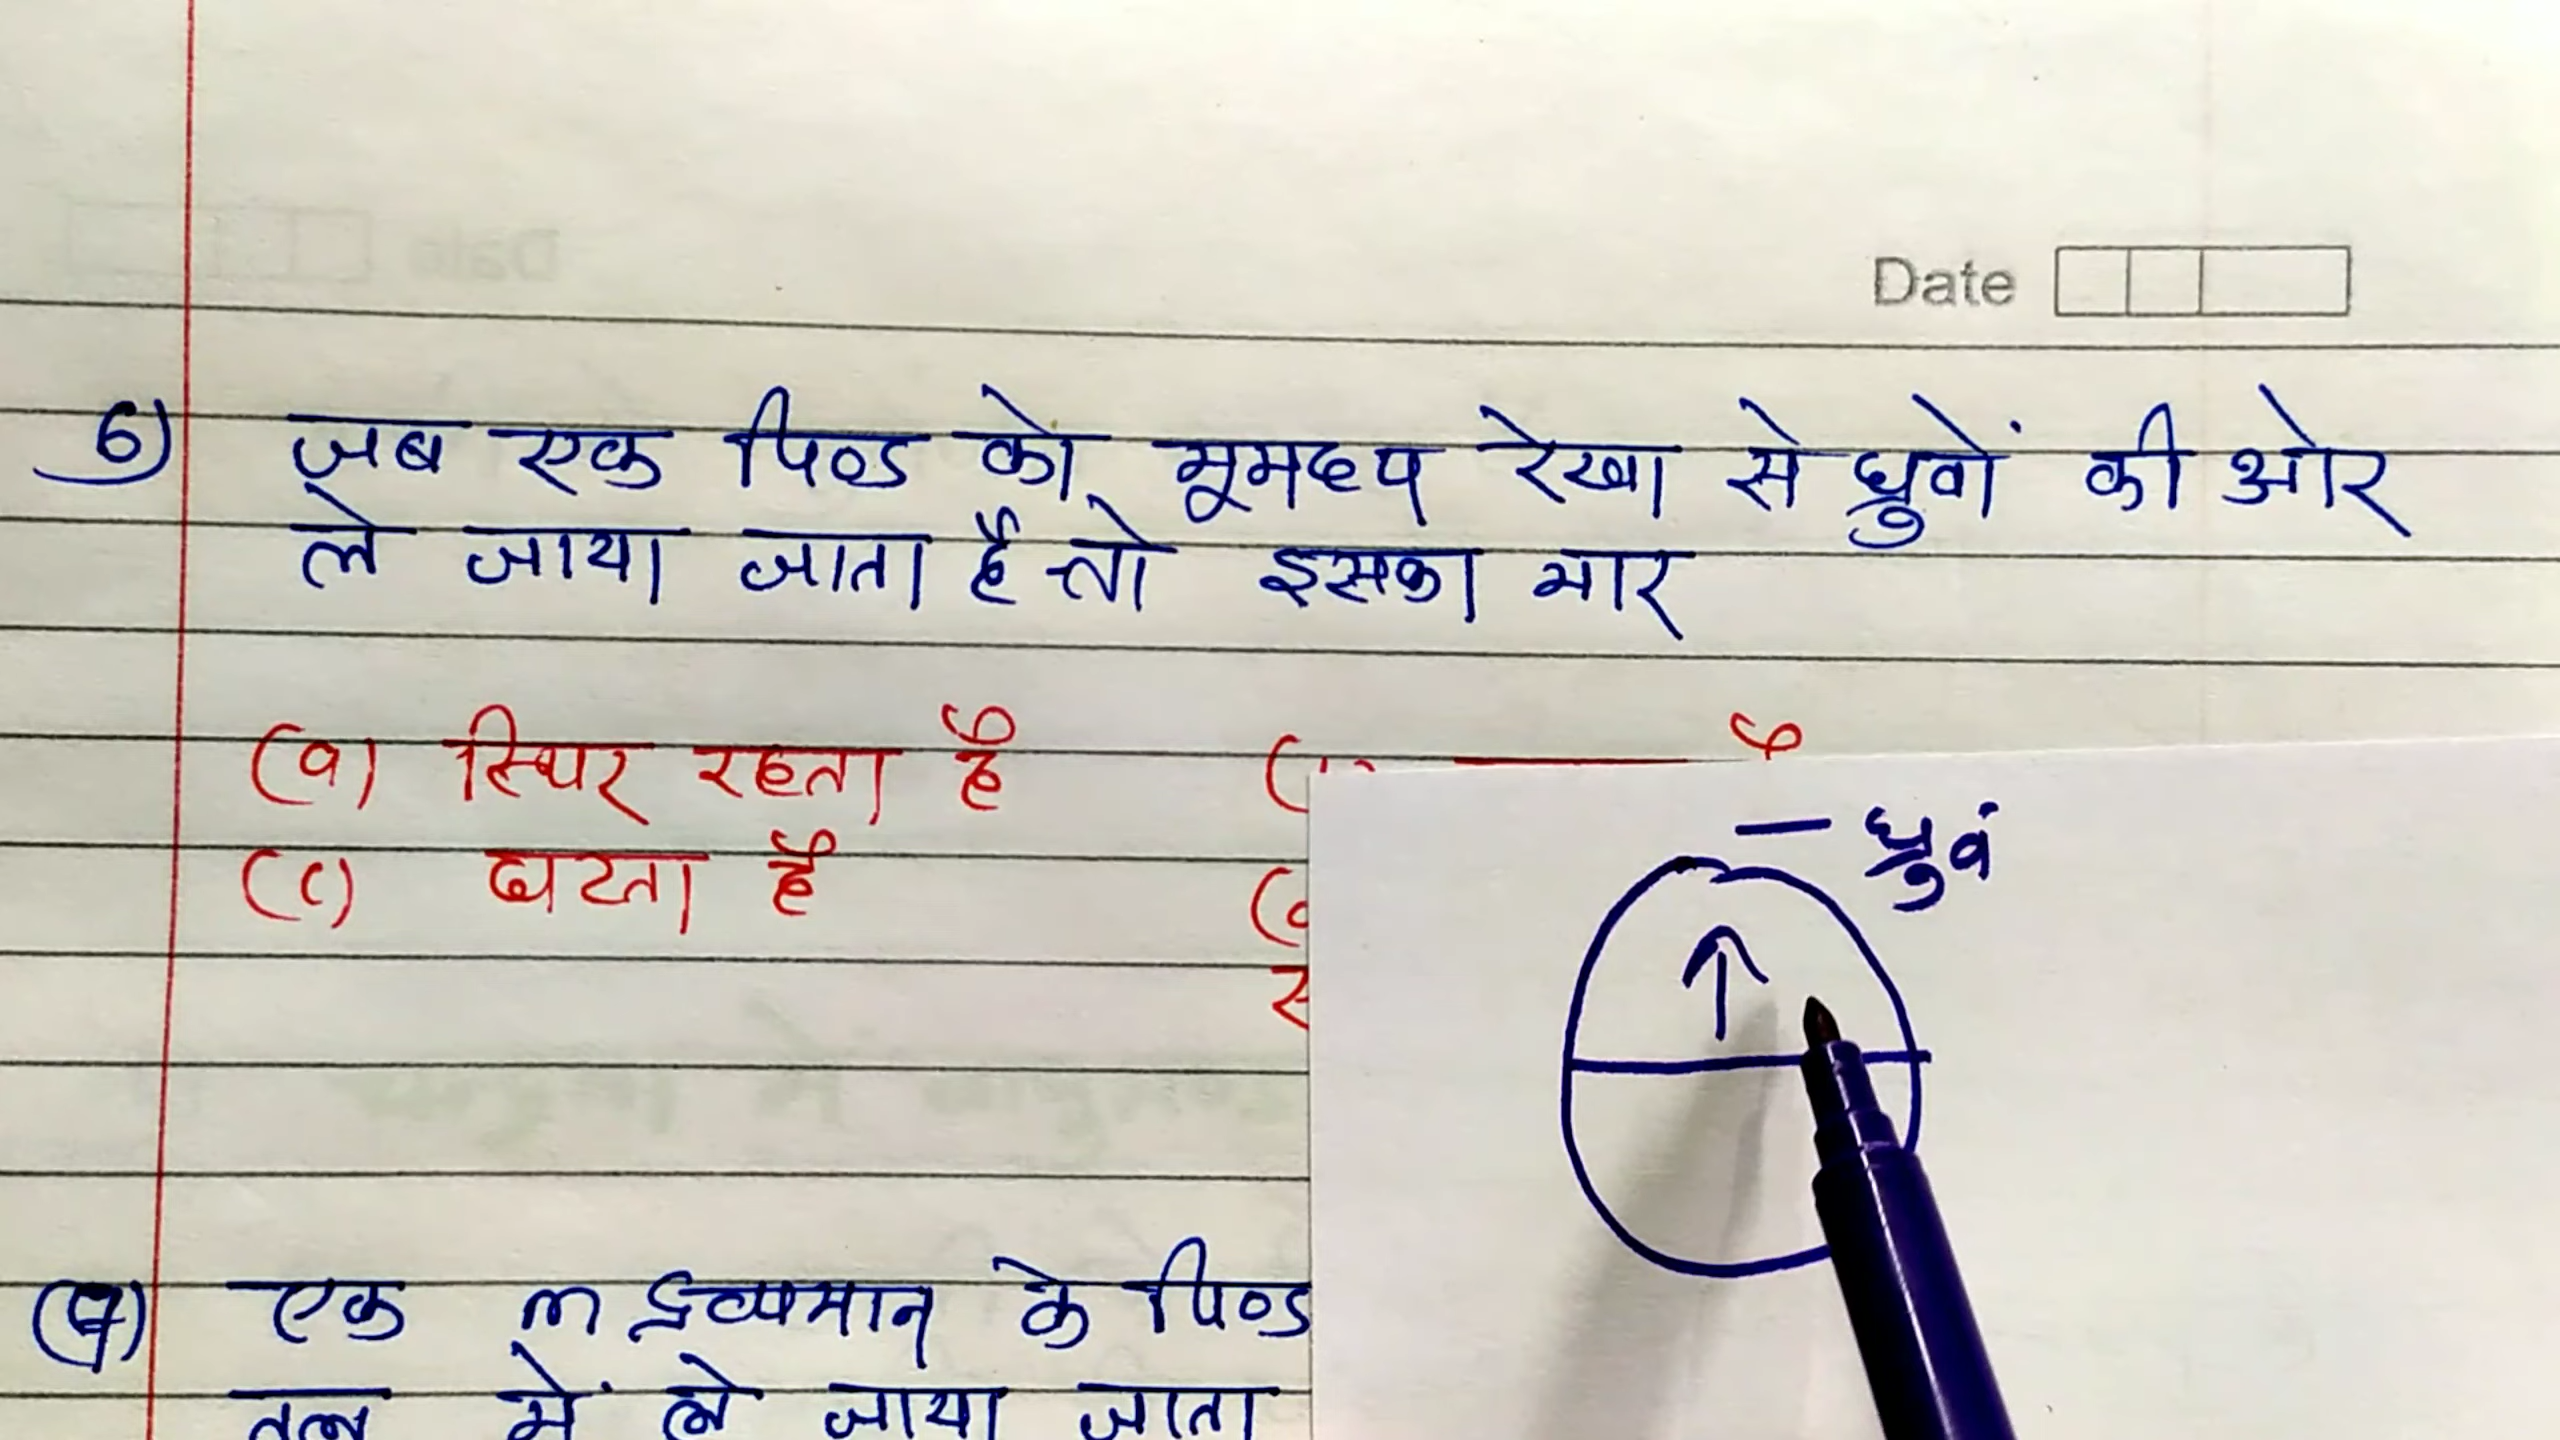 Date
6) जब एक पिण्ड को भूमध्य रेखा से ध्रुवों की ओर
ले जाया जाता है तो इसका भार
(a) स्थिर रहता है
(c) घटता है
ध्रुवं
(7) एक m द्रव्यमान के पिण्ड
तल में ले जाया जाता